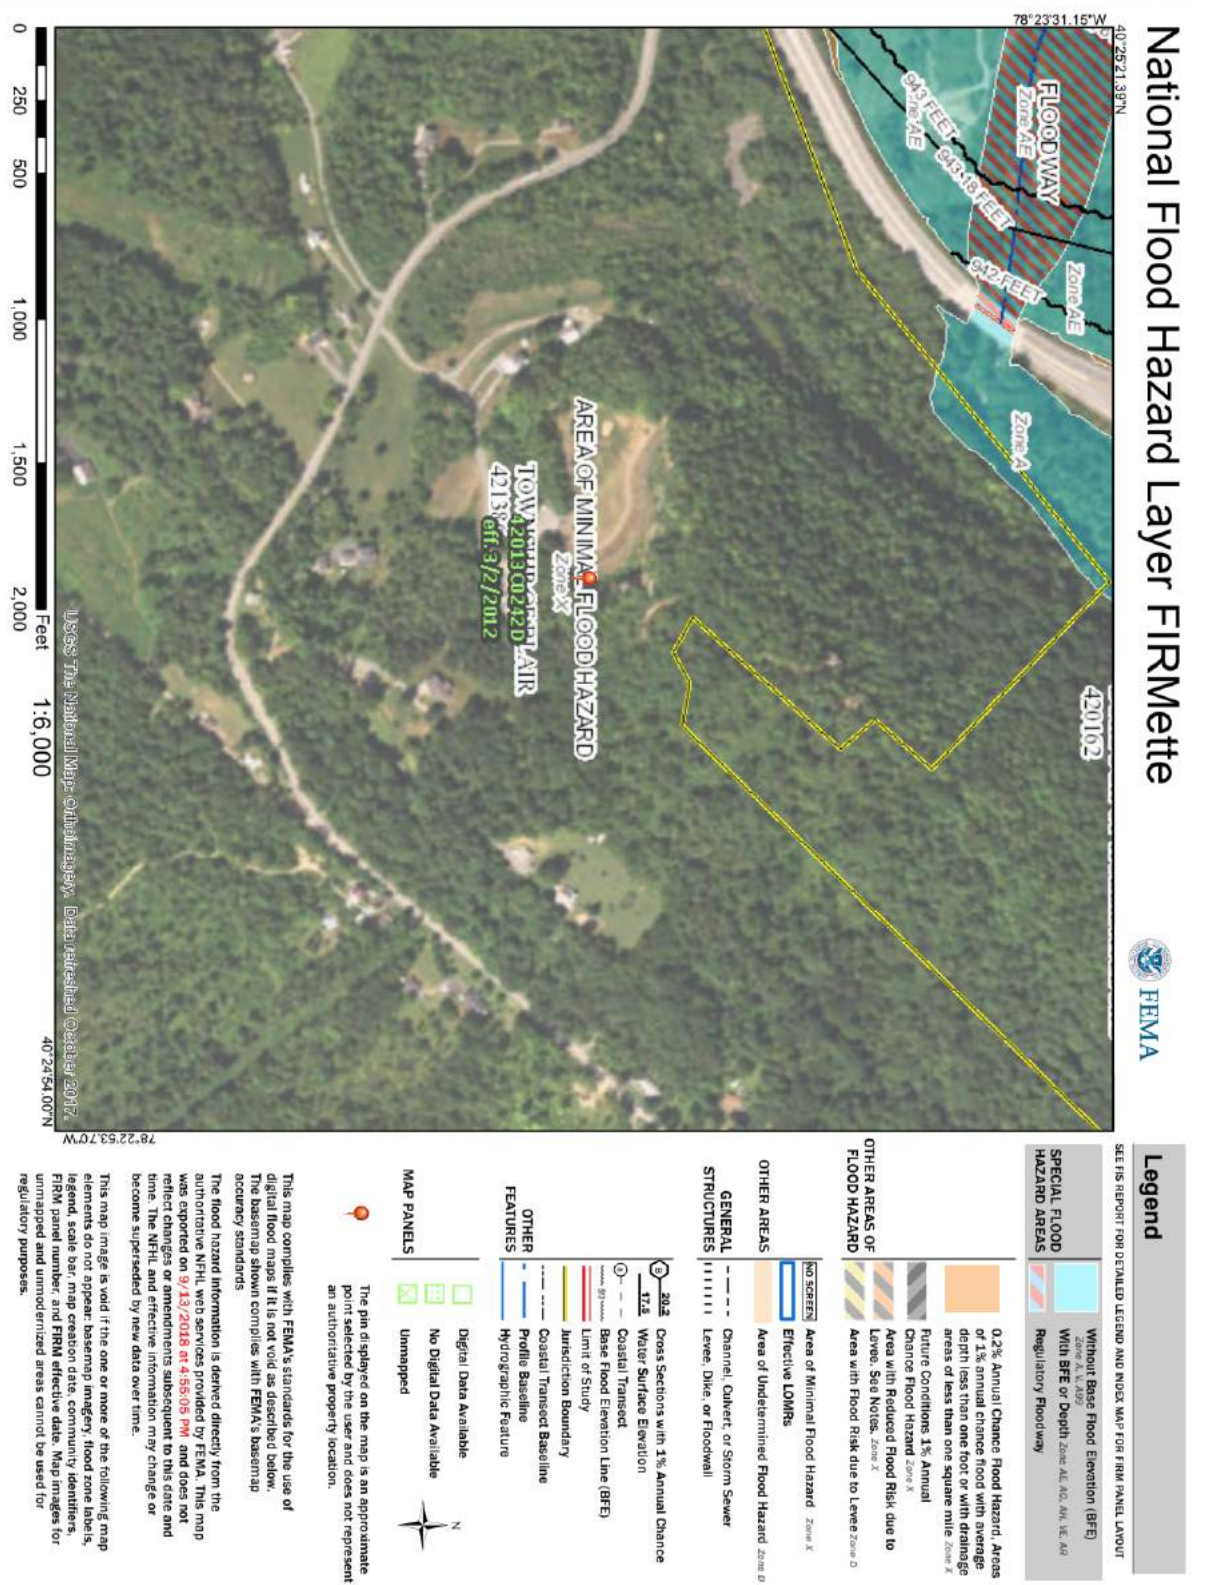 National Flood Hazard Layer FIRMette
FEMA
78°23'31.15"W
40°25'21.39"N
FLOODWAY
Zone AE
943 FEET
ne AE
943.18 FEET
942 FEET
Zone AE
Zone A
420162
AREA OF MINIMAL FLOOD HAZARD
Zone X
42013C0242D
eff. 3/2/2012
USGS The National Map: Orthoimagery. Data refreshed October 2017.
40°24'54.00"N
78°22'53.70"W
0 250 500 1,000 1,500 2,000 Feet 1:6,000
Legend
SEE FIS REPORT FOR DETAILED LEGEND AND INDEX MAP FOR FIRM PANEL LAYOUT
SPECIAL FLOOD
HAZARD AREAS
Without Base Flood Elevation (BFE)
Zone A, V, A99
With BFE or Depth Zone AE, AO, AH, VE, AR
Regulatory Floodway
OTHER AREAS OF
FLOOD HAZARD
0.2% Annual Chance Flood Hazard, Areas
of 1% annual chance flood with average
depth less than one foot or with drainage
areas of less than one square mile Zone X
Future Conditions 1% Annual
Chance Flood Hazard Zone X
Area with Reduced Flood Risk due to
Levee. See Notes. Zone X
Area with Flood Risk due to Levee Zone D
OTHER AREAS
NO SCREEN
Area of Minimal Flood Hazard Zone X
Effective LOMRs
Area of Undetermined Flood Hazard Zone D
GENERAL
STRUCTURES
Channel, Culvert, or Storm Sewer
Levee, Dike, or Floodwall
B 20.2
17.5
Cross Sections with 1% Annual Chance
Water Surface Elevation
Coastal Transect
Base Flood Elevation Line (BFE)
Limit of Study
Jurisdiction Boundary
Coastal Transect Baseline
OTHER
FEATURES
Profile Baseline
Hydrographic Feature
MAP PANELS
Digital Data Available
No Digital Data Available
Unmapped
N
The pin displayed on the map is an approximate
point selected by the user and does not represent
an authoritative property location.
This map complies with FEMA's standards for the use of
digital flood maps if it is not void as described below.
The basemap shown complies with FEMA's basemap
accuracy standards
The flood hazard information is derived directly from the
authoritative NFHL web services provided by FEMA. This map
was exported on 9/13/2018 at 4:55:05 PM and does not
reflect changes or amendments subsequent to this date and
time. The NFHL and effective information may change or
become superseded by new data over time.
This map image is void if the one or more of the following map
elements do not appear: basemap imagery, flood zone labels,
legend, scale bar, map creation date, community identifiers,
FIRM panel number, and FIRM effective date. Map images for
unmapped and unmodernized areas cannot be used for
regulatory purposes.